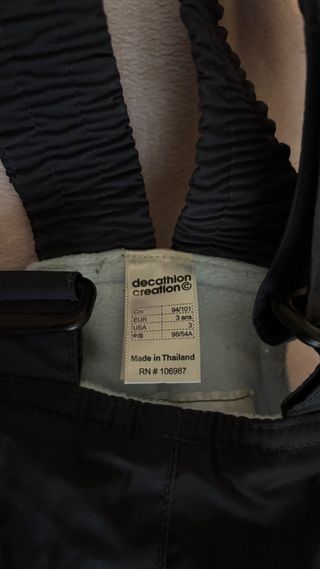 decathlon
creation©
Cm 94/101
EUR 3 ans
USA 3
中国 98/54A
Made in Thailand
RN # 106987